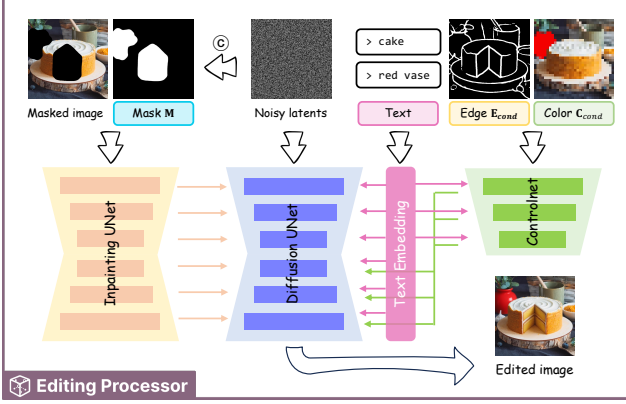 ©
> cake
> red vase
Masked image
Mask M
Noisy latents
Text
Edge E_cond
Color C_cond
Inpainting UNet
Diffusion UNet
Text Embedding
Controlnet
Edited image
Editing Processor